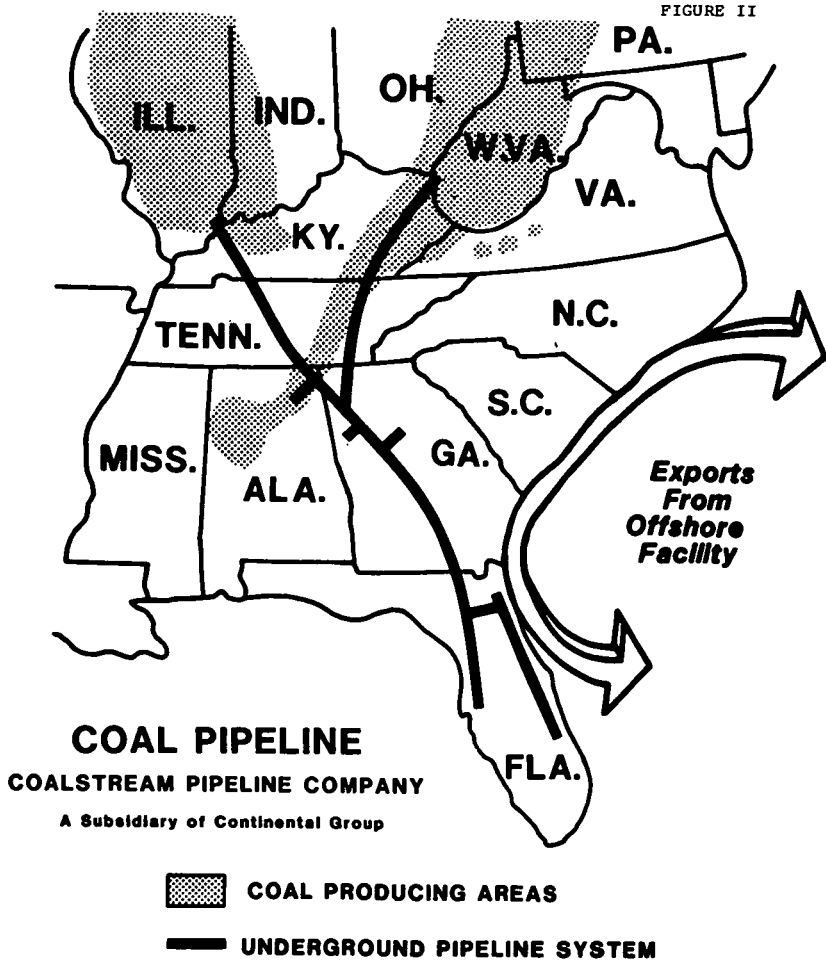 FIGURE II
PA.
OH.
ILL.
IND.
W.VA.
VA.
KY.
N.C.
TENN.
S.C.
MISS.
GA.
ALA.
Exports
From
Offshore
Facility
FLA.
COAL PIPELINE
COALSTREAM PIPELINE COMPANY
A Subsidiary of Continental Group
COAL PRODUCING AREAS
UNDERGROUND PIPELINE SYSTEM